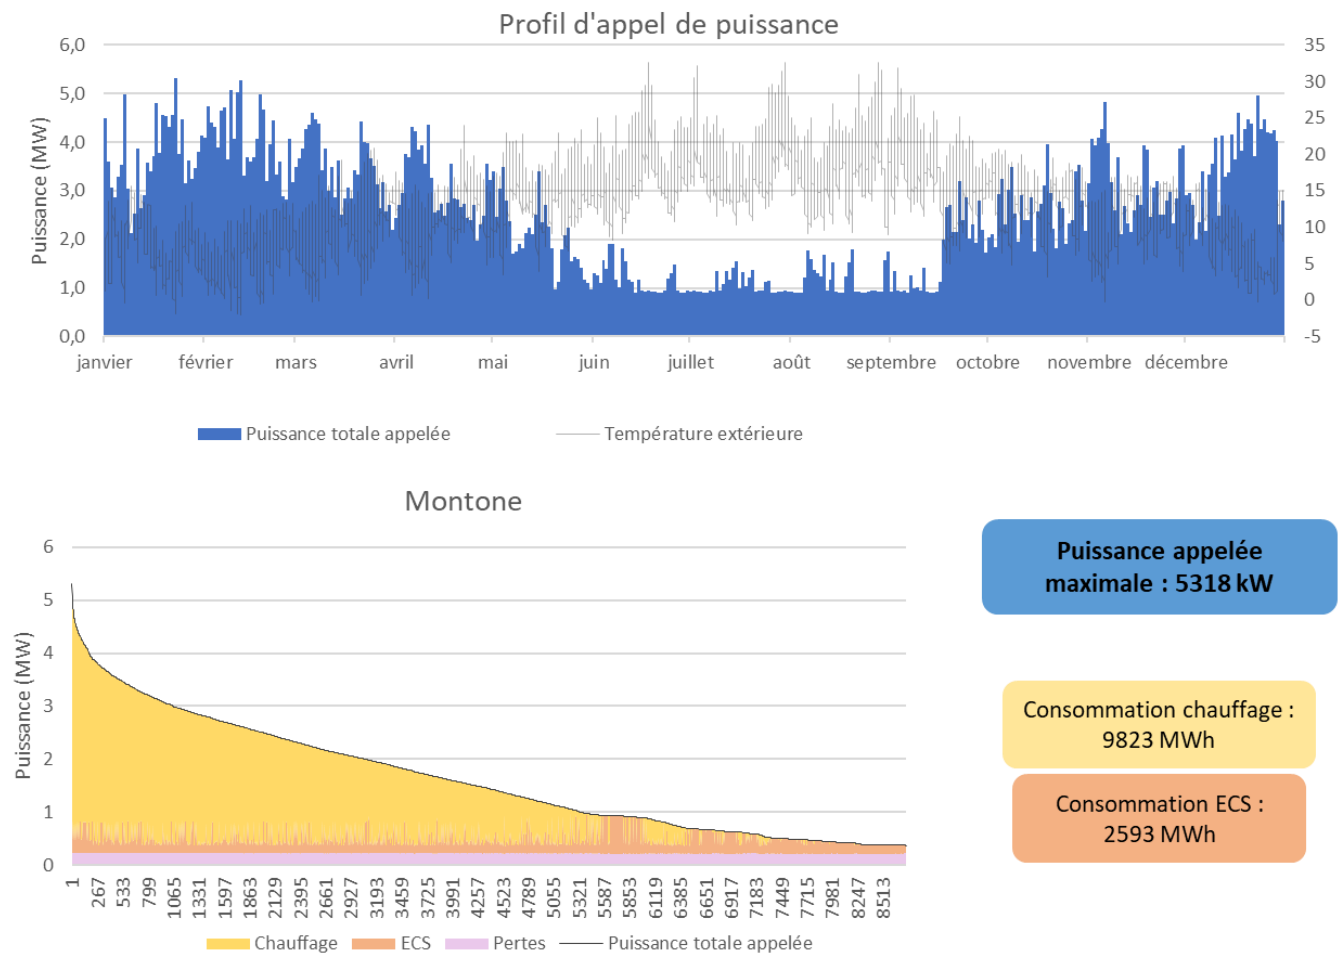 Profil d'appel de puissance
6,0
5,0
4,0
3,0
2,0
1,0
0,0
Puissance (MW)
35
30
25
20
15
10
5
0
-5
janvier février mars avril mai juin juillet août septembre octobre novembre décembre
Puissance totale appelée Température extérieure
Montone
6
5
4
3
2
1
0
Puissance (MW)
1 267 533 799 1065 1331 1597 1863 2129 2395 2661 2927 3193 3459 3725 3991 4257 4523 4789 5055 5321 5587 5853 6119 6385 6651 6917 7183 7449 7715 7981 8247 8513
Chauffage ECS Pertes Puissance totale appelée
Puissance appelée
maximale : 5318 kW
Consommation chauffage :
9823 MWh
Consommation ECS :
2593 MWh